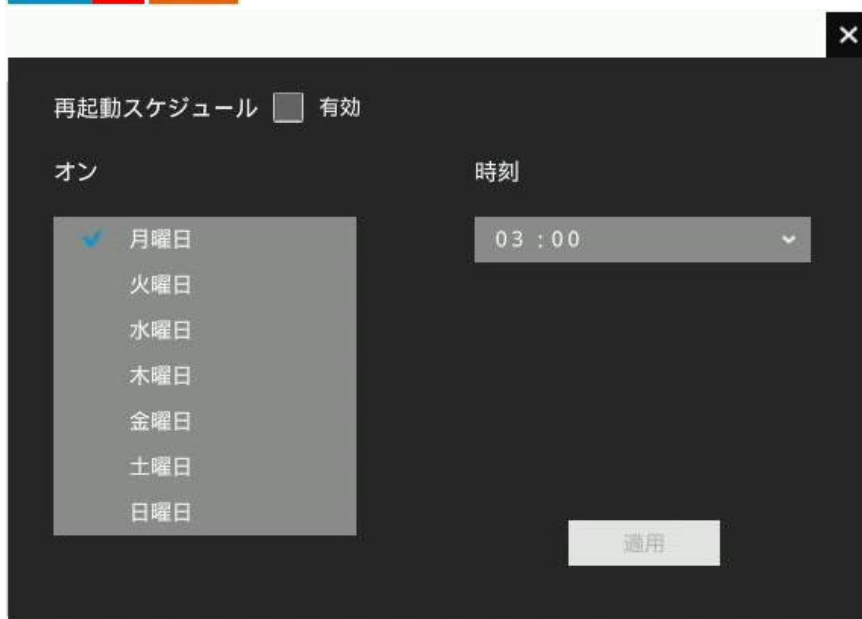 再起動スケジュール 有効
オン
時刻
月曜日
火曜日
水曜日
木曜日
金曜日
土曜日
日曜日
03 :00
適用